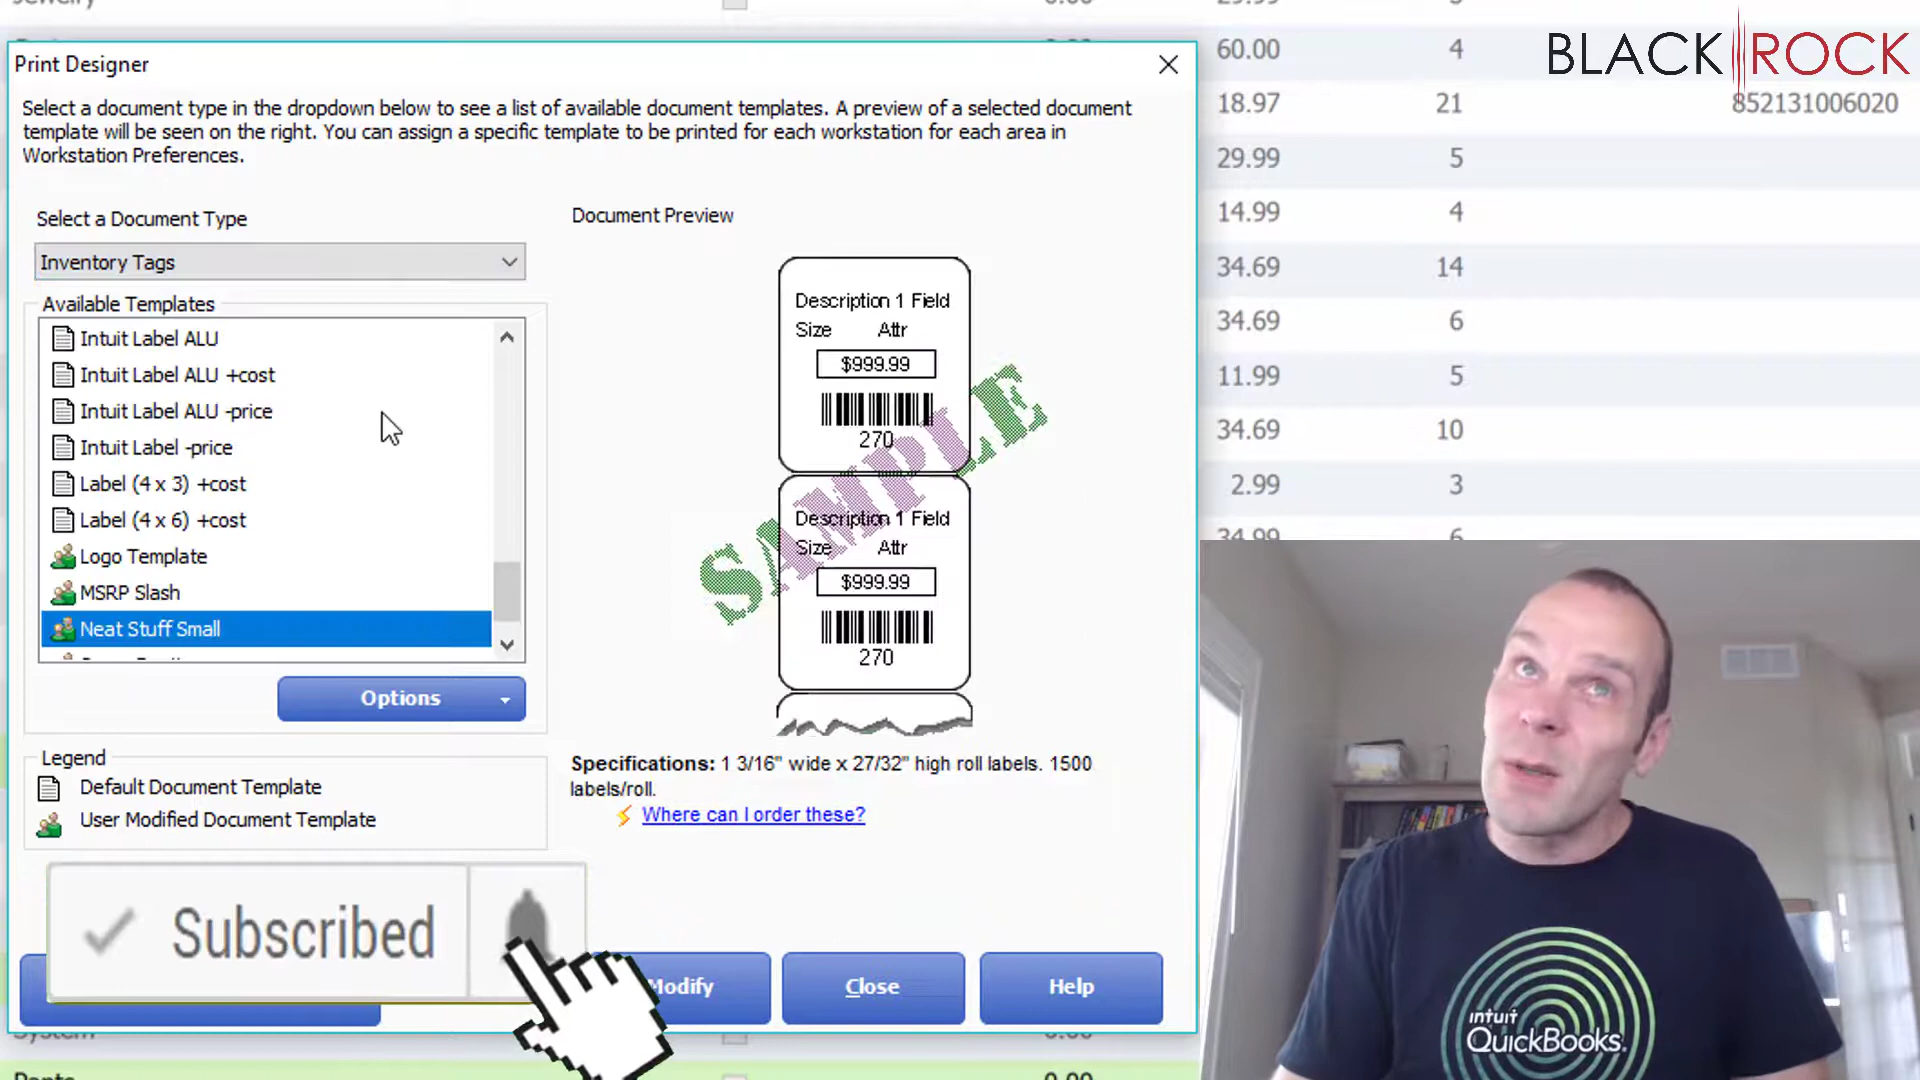 Jewelry
BLACK ROCK
Print Designer
Select a document type in the dropdown below to see a list of available document templates. A preview of a selected document
template will be seen on the right. You can assign a specific template to be printed for each workstation for each area in
Workstation Preferences.
Select a Document Type
Inventory Tags
Available Templates
Intuit Label ALU
Intuit Label ALU +cost
Intuit Label ALU -price
Intuit Label -price
Label (4 x 3) +cost
Label (4 x 6) +cost
Logo Template
MSRP Slash
Neat Stuff Small
Options
Legend
Default Document Template
User Modified Document Template
Document Preview
Description 1 Field
Size Attr
$999.99
270
Description 1 Field
Size Attr
$999.99
270
SAMPLE
Specifications: 1 3/16" wide x 27/32" high roll labels. 1500
labels/roll.
Where can I order these?
Subscribed
Modify
Close
Help
60.00 4
18.97 21 852131006020
29.99 5
14.99 4
34.69 14
34.69 6
11.99 5
34.69 10
2.99 3
34.99 6
System
Pants 0.00
intuit
QuickBooks.